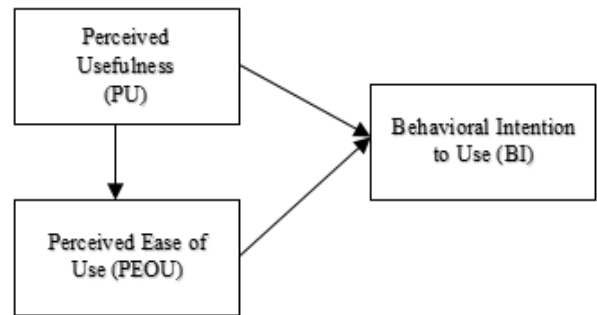 Perceived
Usefulness
(PU)
Behavioral Intention
to Use (BI)
Perceived Ease of
Use (PEOU)